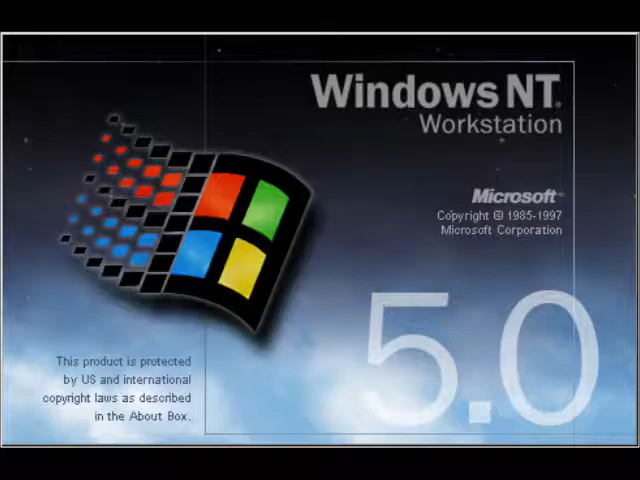 Windows NT®
Workstation
Microsoft®
Copyright © 1985-1997
Microsoft Corporation
5.0
This product is protected
by US and international
copyright laws as described
in the About Box.